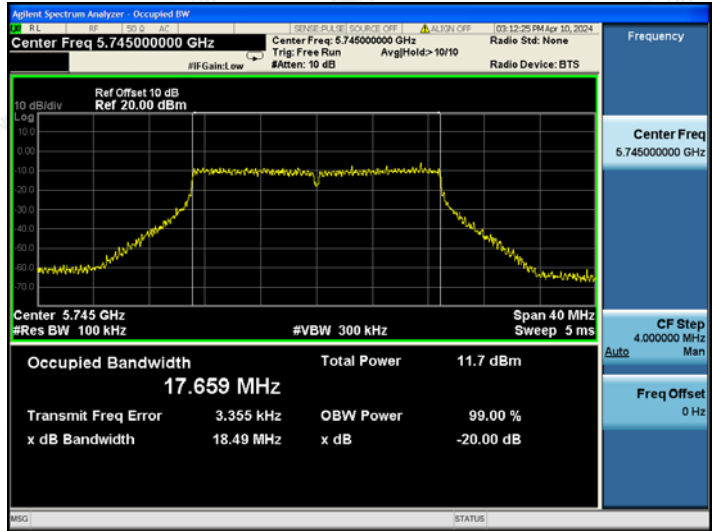 Agilent Spectrum Analyzer - Occupied BW
RL RF 50 Ω AC SENSE:PULSE SOURCE OFF ALIGN OFF 03:12:25 PM Apr 10, 2024
Center Freq 5.745000000 GHz
Center Freq: 5.745000000 GHz
Radio Std: None
Trig: Free Run Avg|Hold:> 10/10
#IFGain:Low
#Atten: 10 dB
Radio Device: BTS
Ref Offset 10 dB
10 dB/div Ref 20.00 dBm
Log
10.0
0.00
-10.0
-20.0
-30.0
-40.0
-50.0
-60.0
-70.0
Center 5.745 GHz
Span 40 MHz
#Res BW 100 kHz
#VBW 300 kHz
Sweep 5 ms
Occupied Bandwidth
Total Power 11.7 dBm
17.659 MHz
Transmit Freq Error 3.355 kHz
OBW Power 99.00 %
x dB Bandwidth 18.49 MHz
x dB -20.00 dB
MSG
STATUS
Frequency
Center Freq
5.745000000 GHz
CF Step
4.000000 MHz
Auto Man
Freq Offset
0 Hz